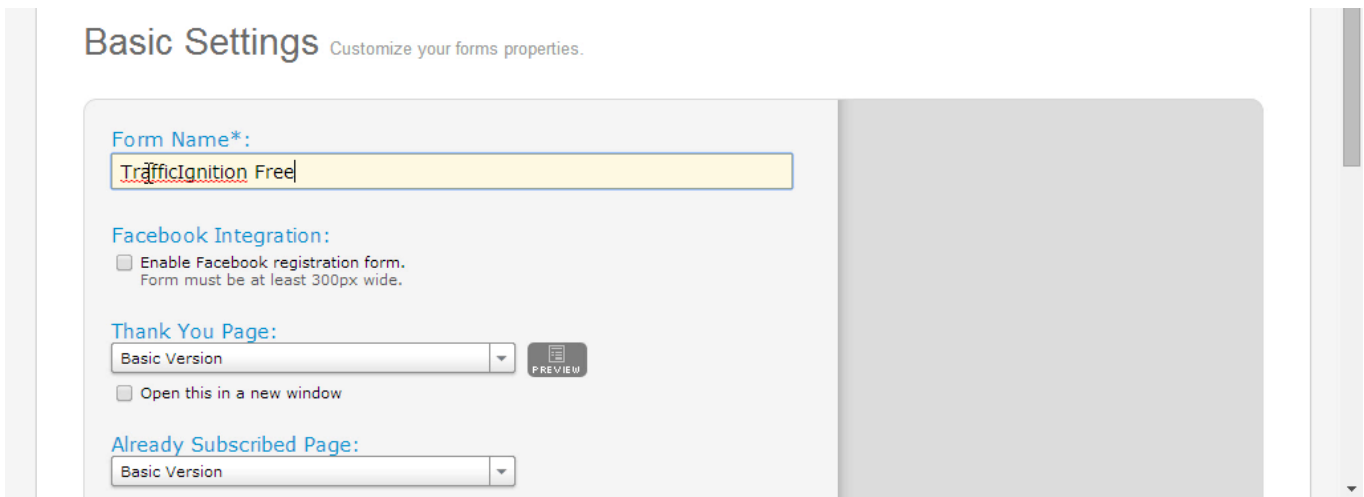 Basic Settings Customize your forms properties.
Form Name*:
TrafficIgnition Free
Facebook Integration:
Enable Facebook registration form.
Form must be at least 300px wide.
Thank You Page:
Basic Version
PREVIEW
Open this in a new window
Already Subscribed Page:
Basic Version